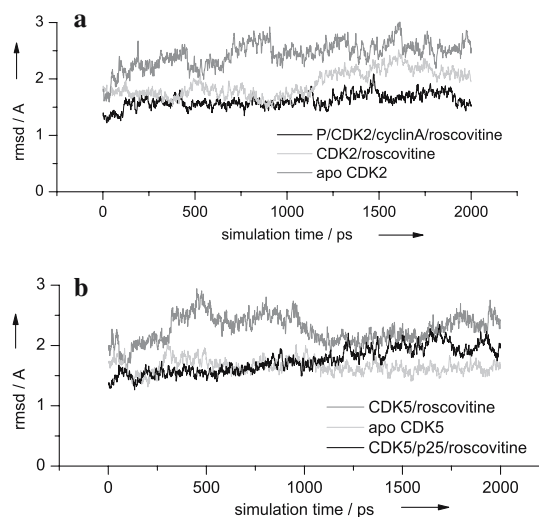 a
3
2
1
0
rmsd / A
P/CDK2/cyclinA/roscovitine
CDK2/roscovitine
apo CDK2
0 500 1000 1500 2000
simulation time / ps
b
3
2
1
0
rmsd / A
CDK5/roscovitine
apo CDK5
CDK5/p25/roscovitine
0 500 1000 1500 2000
simulation time / ps